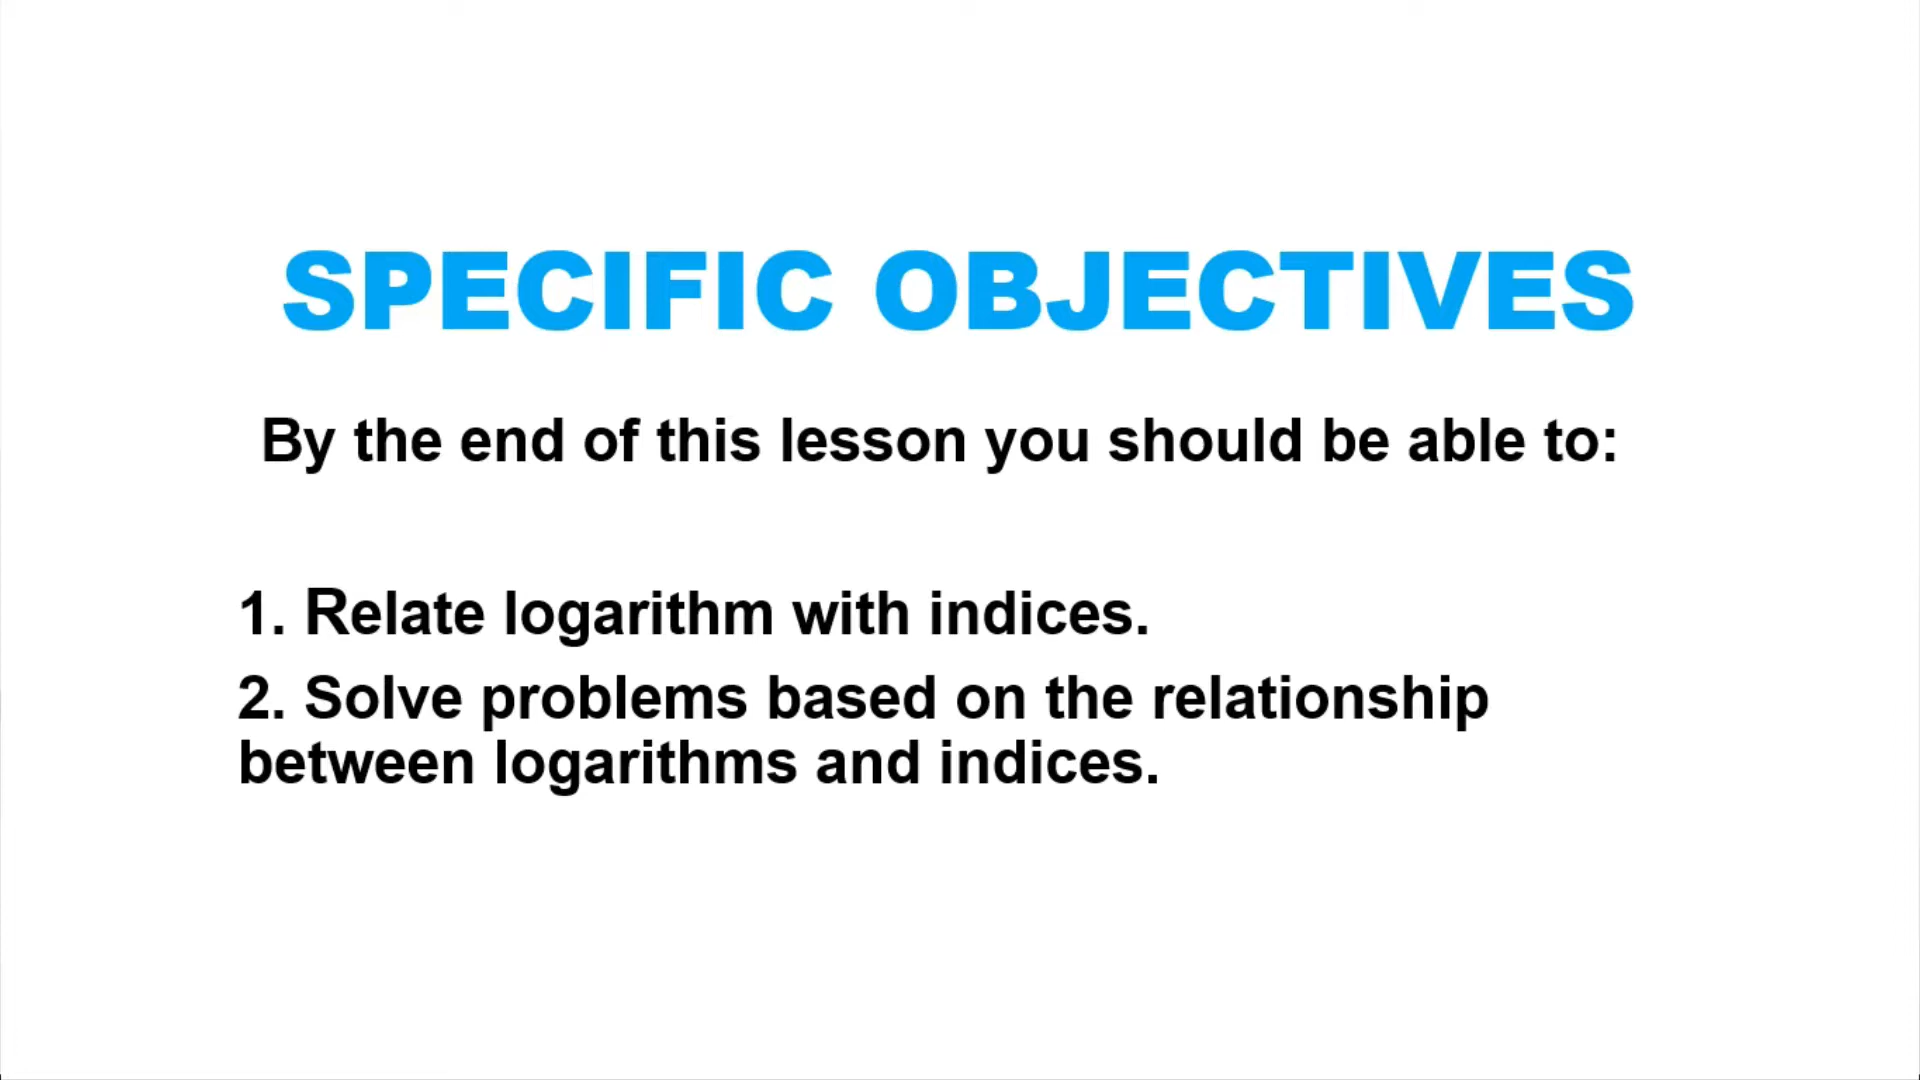 SPECIFIC OBJECTIVES
By the end of this lesson you should be able to:
1. Relate logarithm with indices.
2. Solve problems based on the relationship
between logarithms and indices.